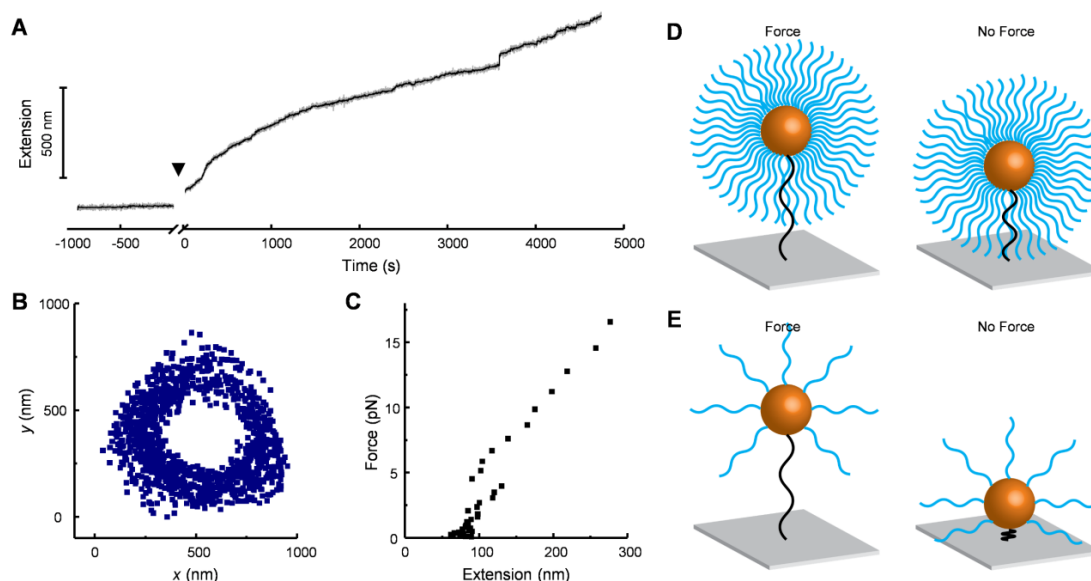 A
Extension
500 nm
-1000
-500
0
1000
2000
3000
4000
5000
Time (s)
B
1000
500
0
y (nm)
0
500
1000
x (nm)
C
15
10
5
0
Force (pN)
0
100
200
300
Extension (nm)
D
Force
No Force
E
Force
No Force